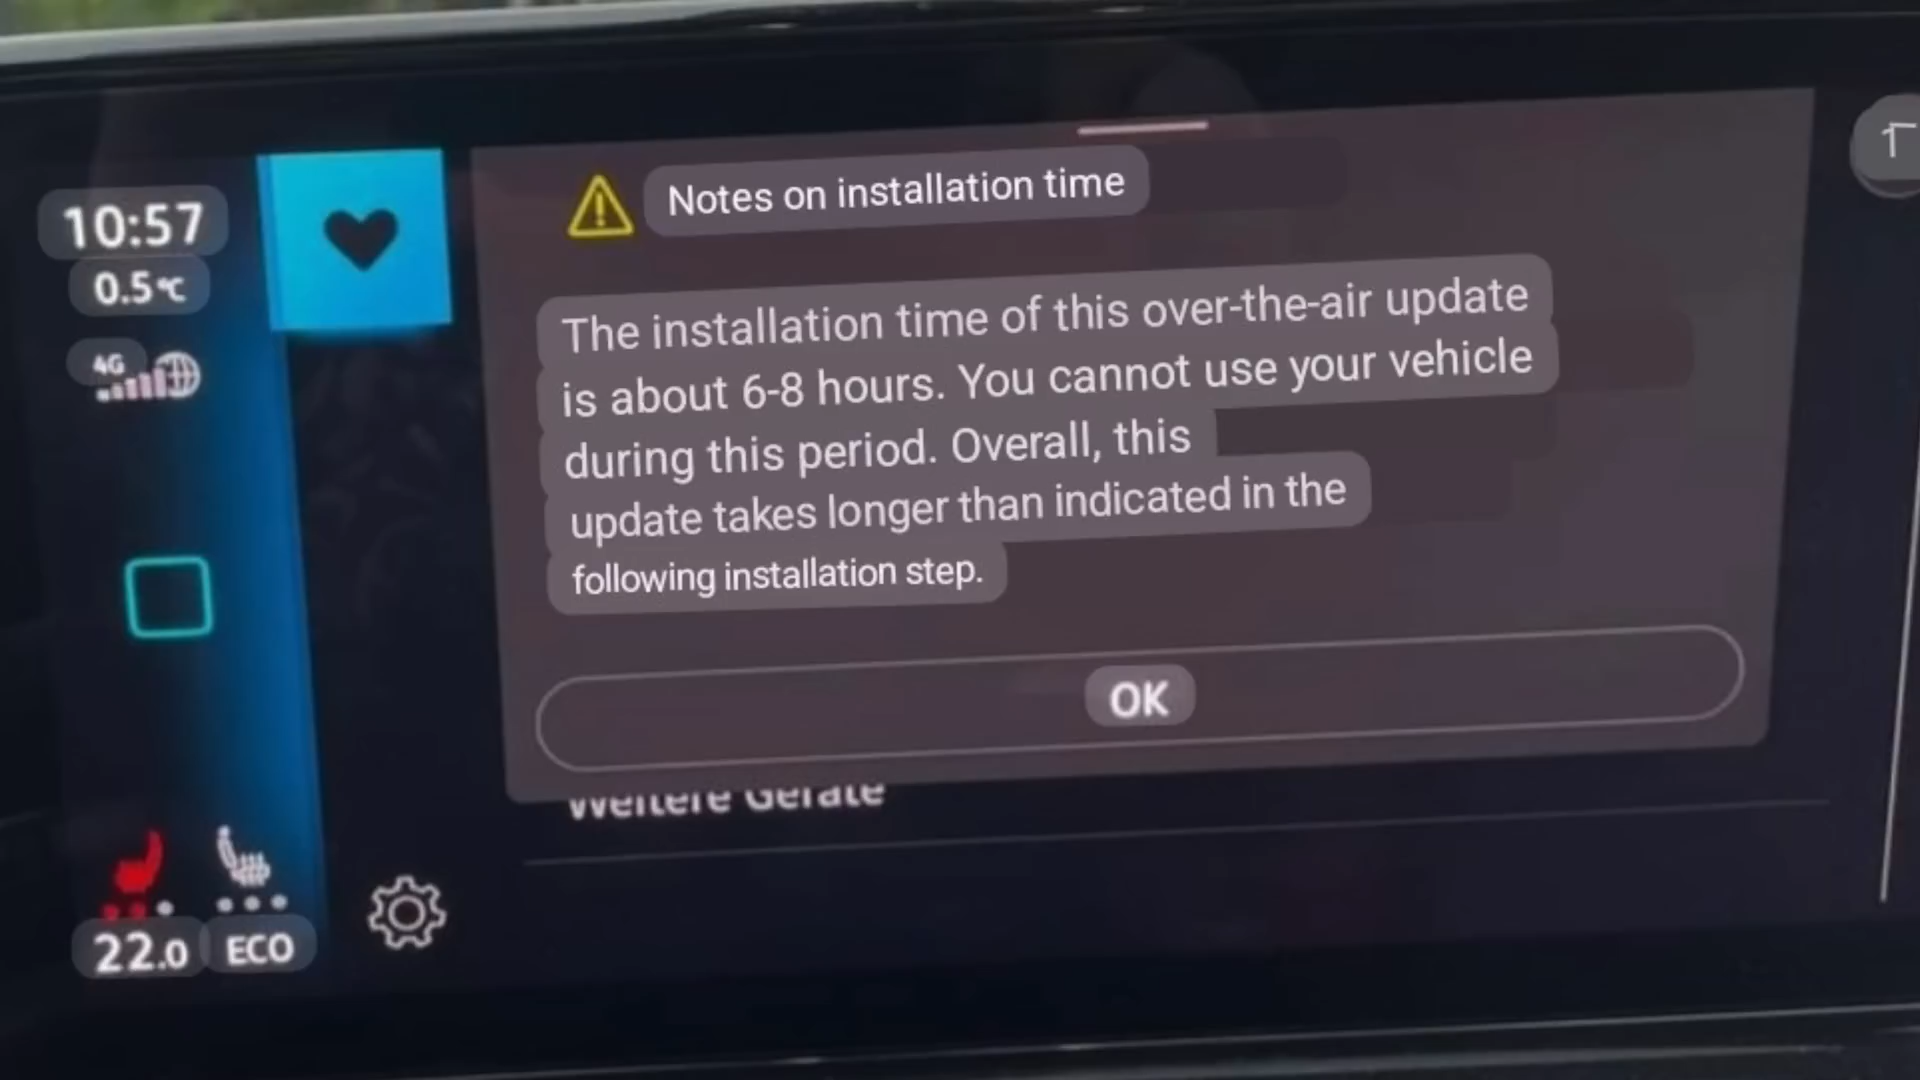 Notes on installation time
10:57
0.5°C
4G
The installation time of this over-the-air update
is about 6-8 hours. You cannot use your vehicle
during this period. Overall, this
update takes longer than indicated in the
following installation step.
OK
Weitere Geräte
22.0 ECO